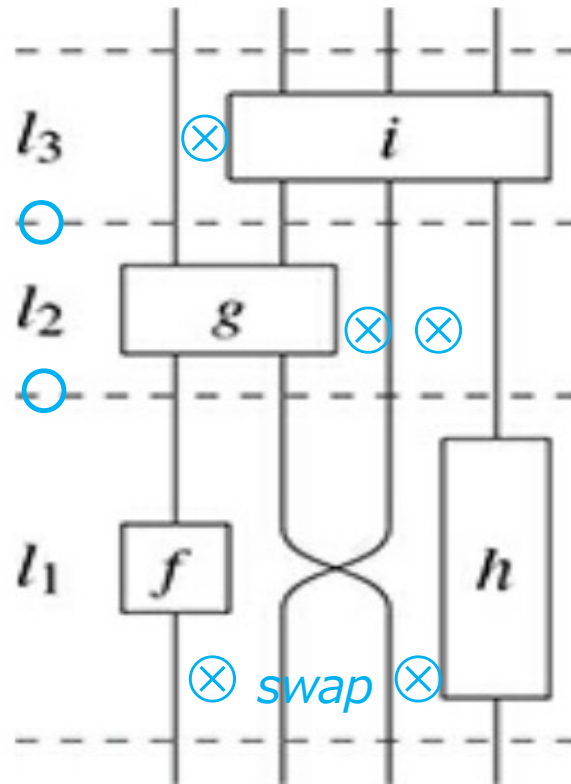 l₃ ⊗ i
l₂ g ⊗ ⊗
l₁ f h
⊗ swap ⊗